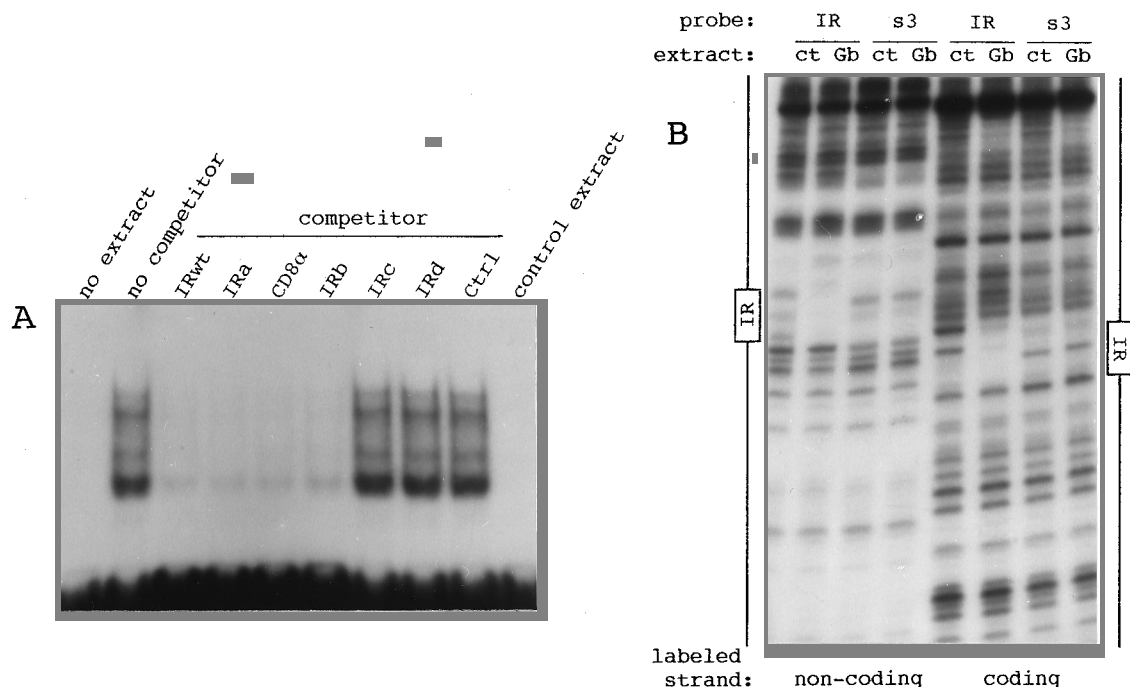 probe: IR s3 IR s3
extract: ct Gb ct Gb ct Gb ct Gb
B
competitor
no extract
no competitor
IRwt
IRa
CD8α
IRb
IRc
IRd
Ctrl
control extract
A
IR
IR
labeled
strand: non-coding coding